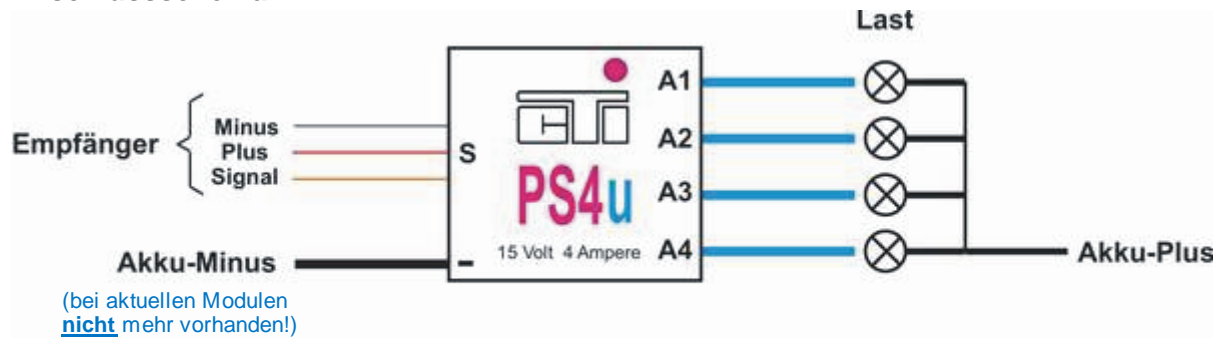 Last
Empfänger
Minus
Plus
Signal
S
PS4u
15 Volt 4 Ampere
A1
A2
A3
A4
Akku-Minus
-
Akku-Plus
(bei aktuellen Modulen
nicht mehr vorhanden!)